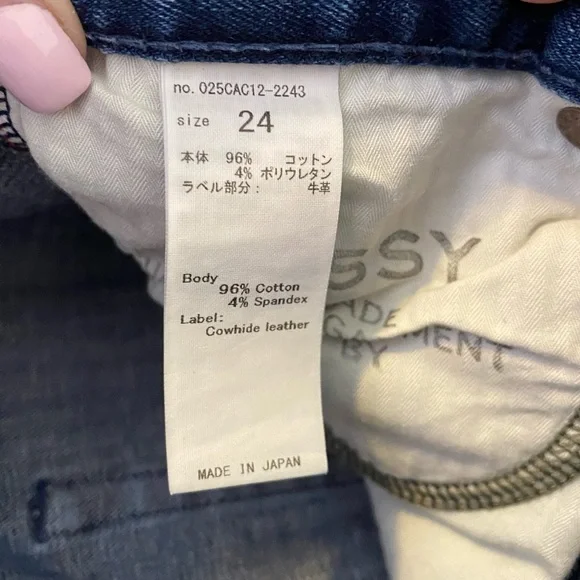 no. 025CAC12-2243
size 24
本体 96% コットン
4% ポリウレタン
ラベル部分: 牛革
Body
96% Cotton
4% Spandex
Label:
Cowhide leather
MADE IN JAPAN
SSY